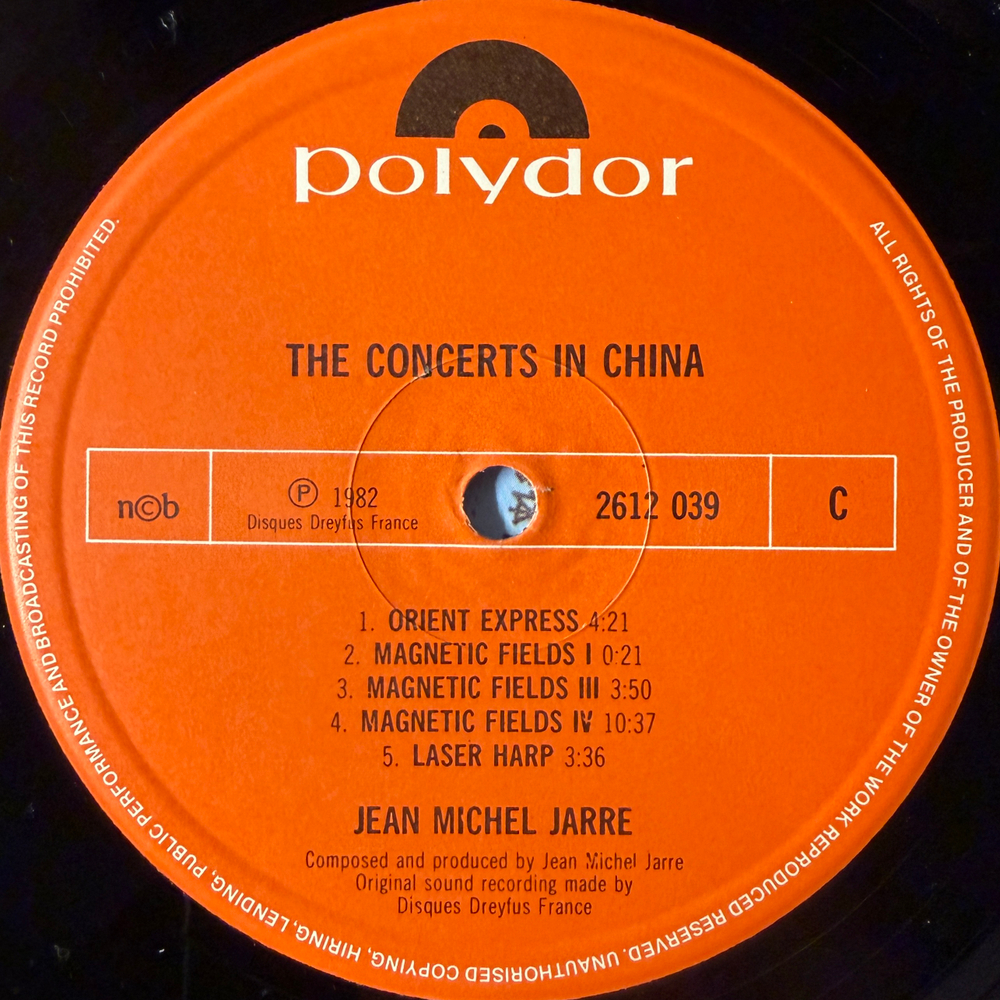 polydor
THE CONCERTS IN CHINA
n©b
℗ 1982
Disques Dreyfus France
2612 039
C
1. ORIENT EXPRESS 4:21
2. MAGNETIC FIELDS I 0:21
3. MAGNETIC FIELDS III 3:50
4. MAGNETIC FIELDS IV 10:37
5. LASER HARP 3:36
JEAN MICHEL JARRE
Composed and produced by Jean Michel Jarre
Original sound recording made by
Disques Dreyfus France
ALL RIGHTS OF THE PRODUCER AND OF THE OWNER OF THE WORK REPRODUCED RESERVED. UNAUTHORISED COPYING, HIRING, LENDING, PUBLIC PERFORMANCE AND BROADCASTING OF THIS RECORD PROHIBITED.